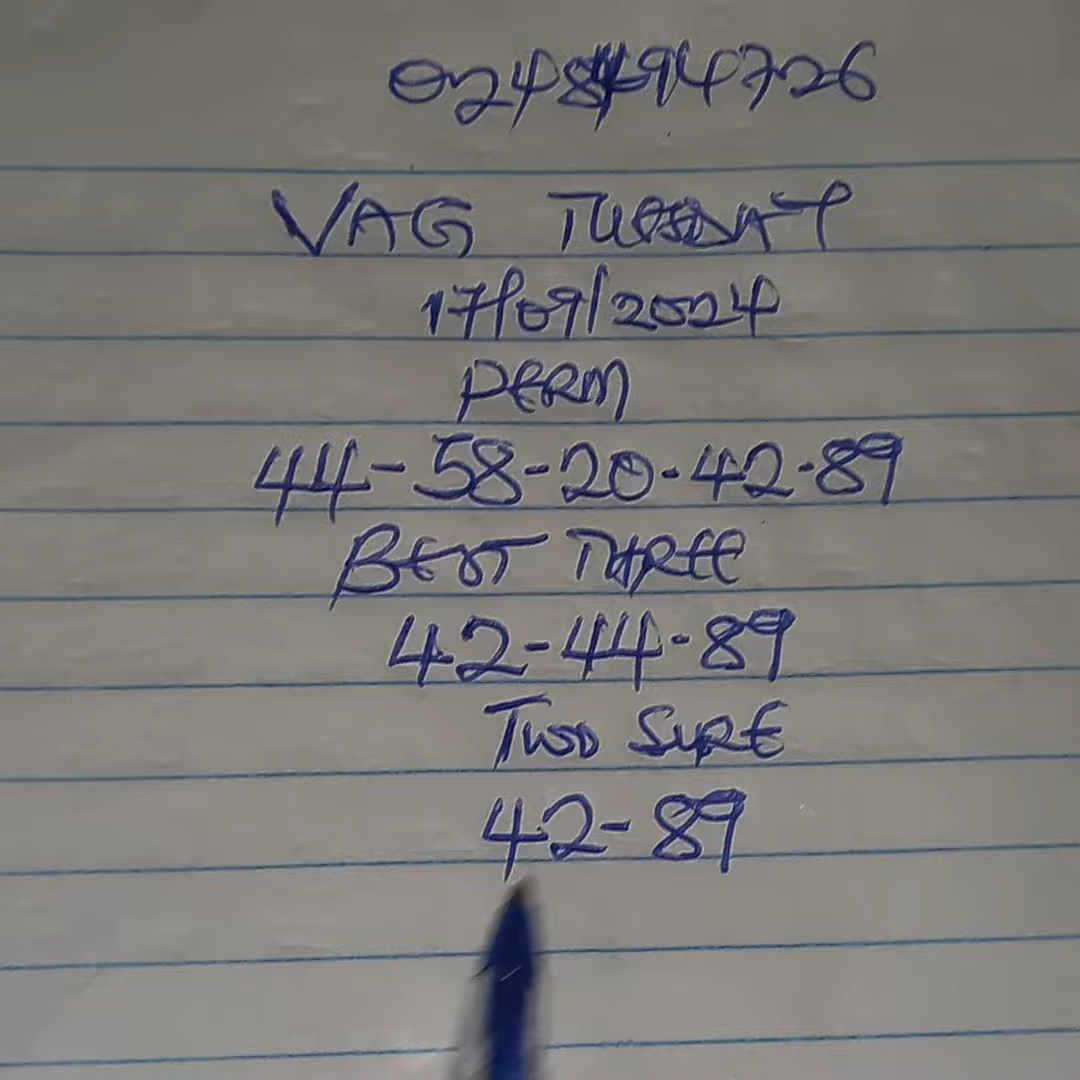 0248494726
VAG TUESDAY
17/09/2024
PERM
44-58-20-42-89
BEST THREE
42-44-89
TWO SURE
42-89